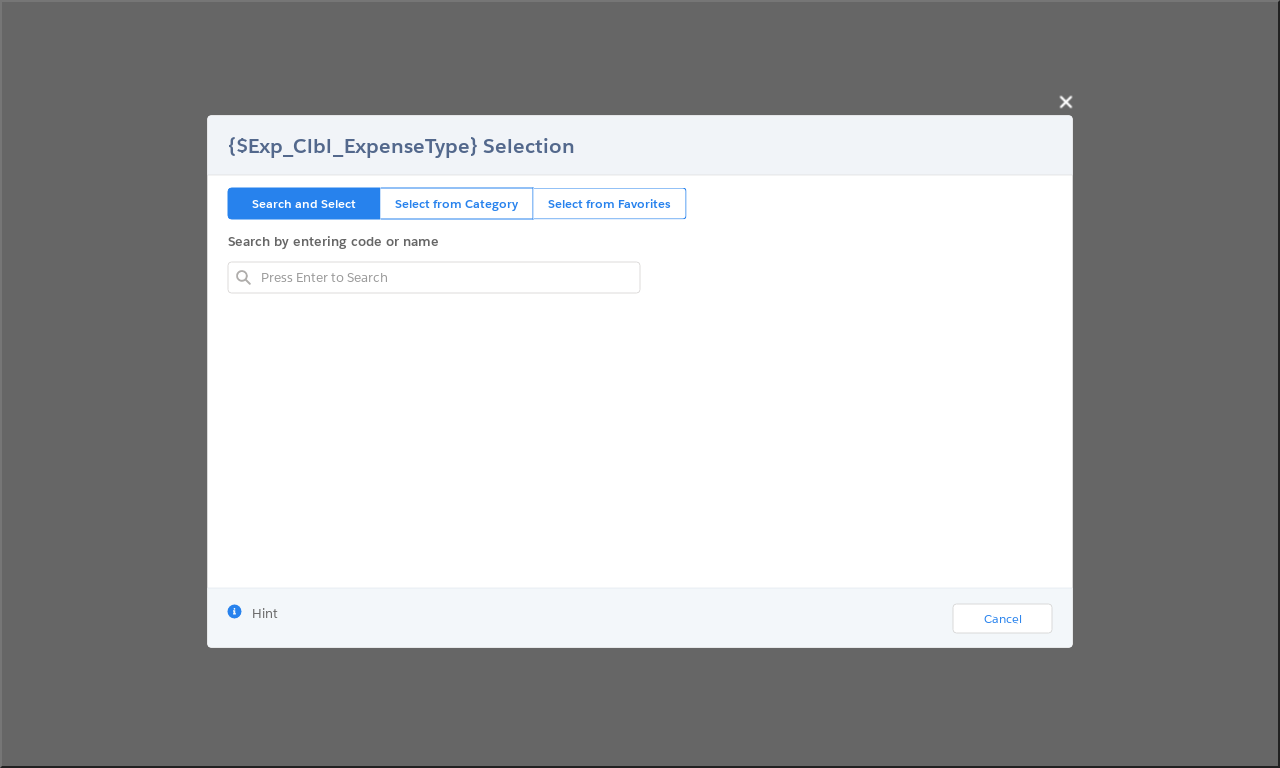 {$Exp_Clbl_ExpenseType} Selection
Search and Select
Select from Category
Select from Favorites
Search by entering code or name
Press Enter to Search
Hint
Cancel